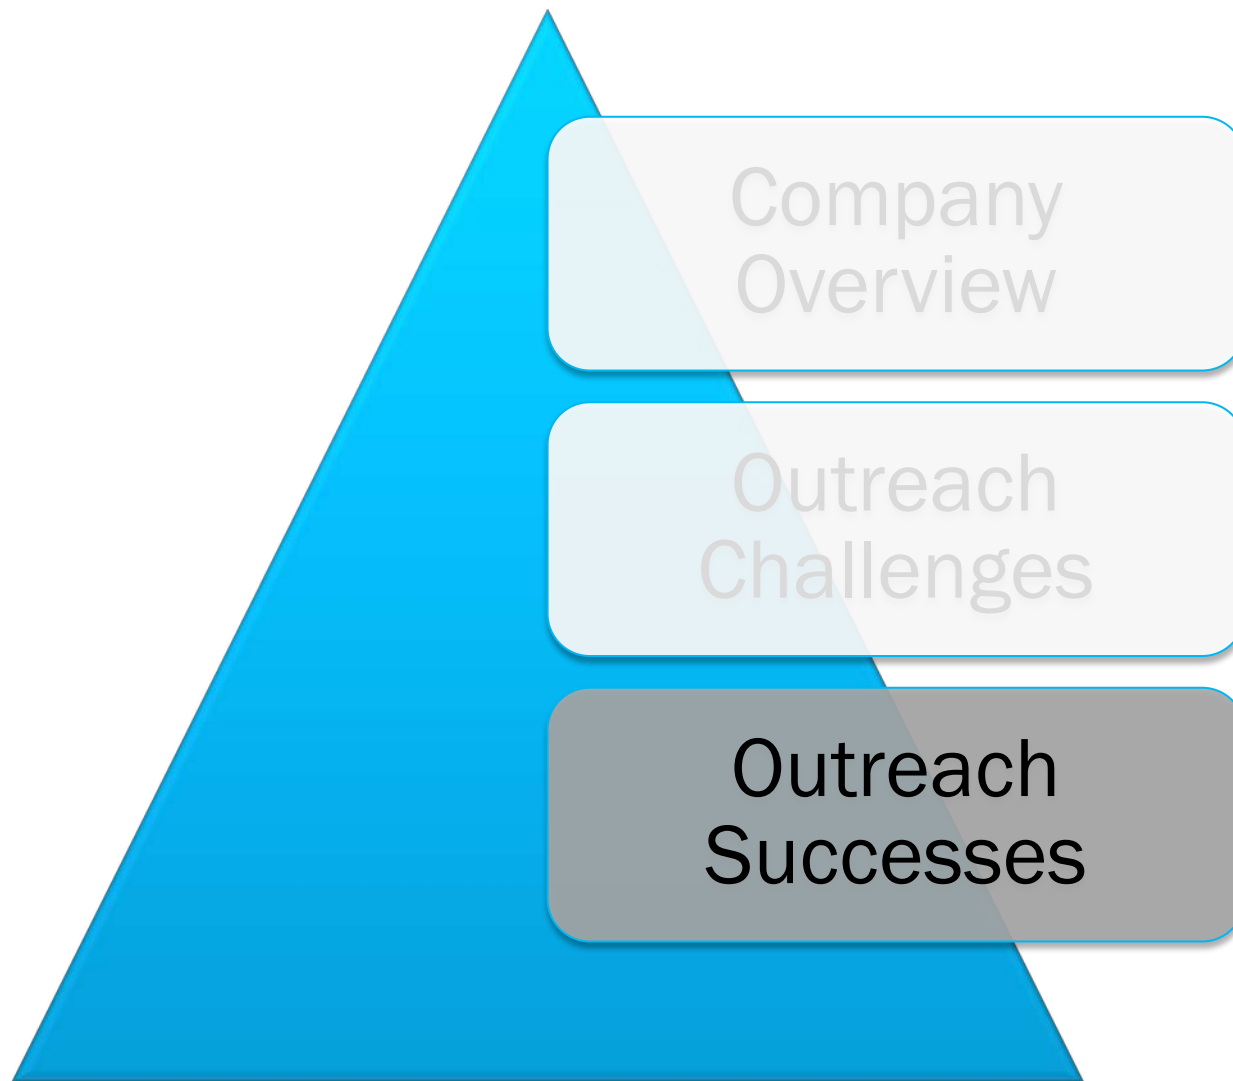 Company
Overview
Outreach
Challenges
Outreach
Successes